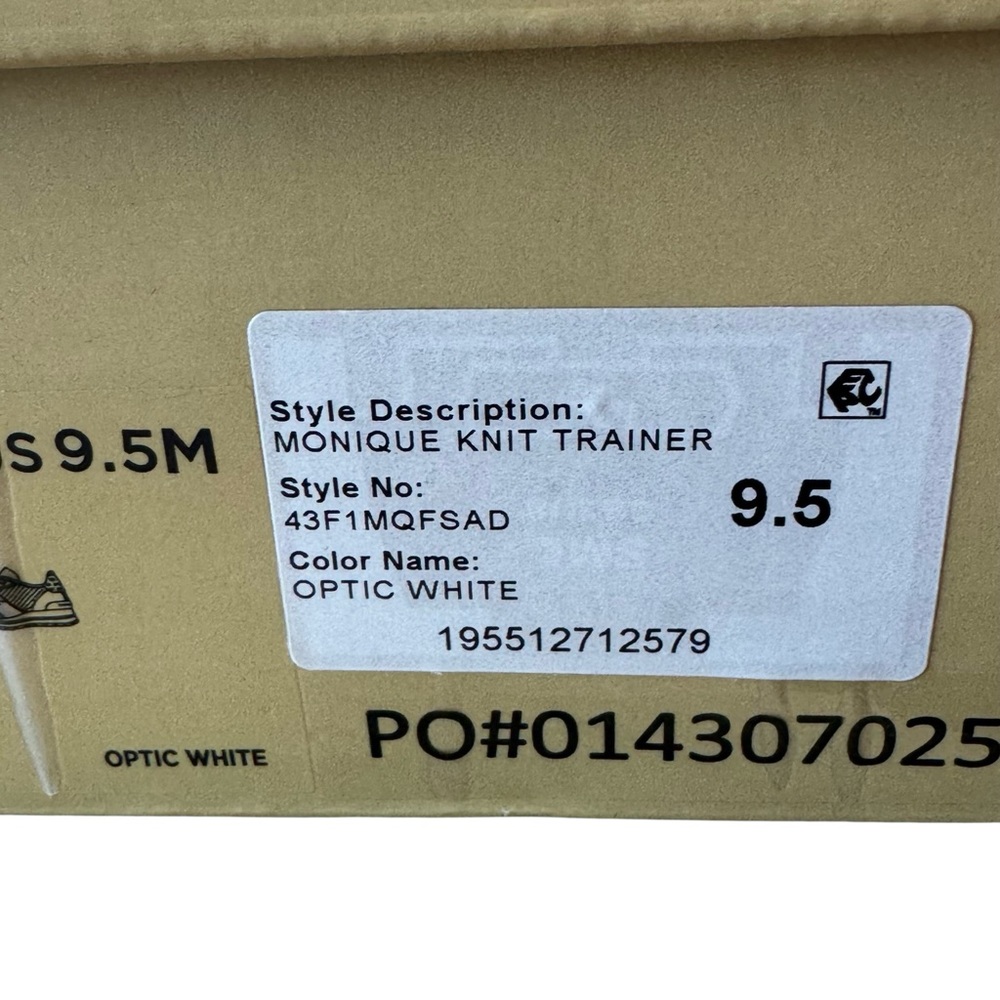 Style Description:
MONIQUE KNIT TRAINER
Style No:
43F1MQFSAD
9.5
Color Name:
OPTIC WHITE
195512712579
S 9.5M
OPTIC WHITE
PO#014307025